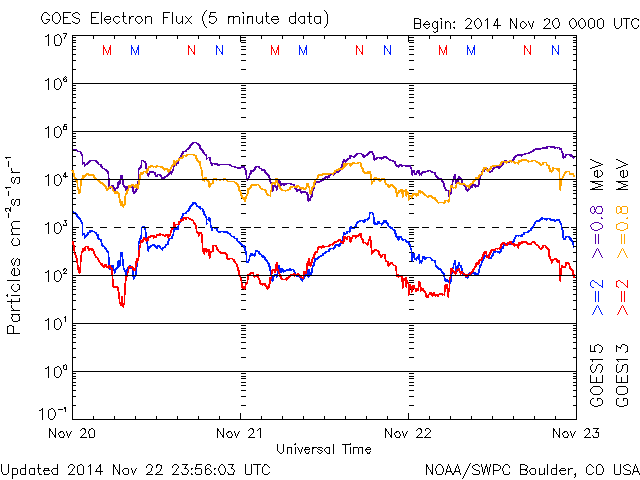 GOES Electron Flux (5 minute data)
Begin: 2014 Nov 20 0000 UTC
10⁷
M M N N M M N N M M N N
10⁶
10⁵
10⁴
10³
10²
10¹
10⁰
10⁻¹
Particles cm⁻²s⁻¹sr⁻¹
GOES15 >=2 >=0.8 MeV
GOES13 >=2 >=0.8 MeV
Nov 20 Nov 21 Nov 22 Nov 23
Universal Time
Updated 2014 Nov 22 23:56:03 UTC
NOAA/SWPC Boulder, CO USA